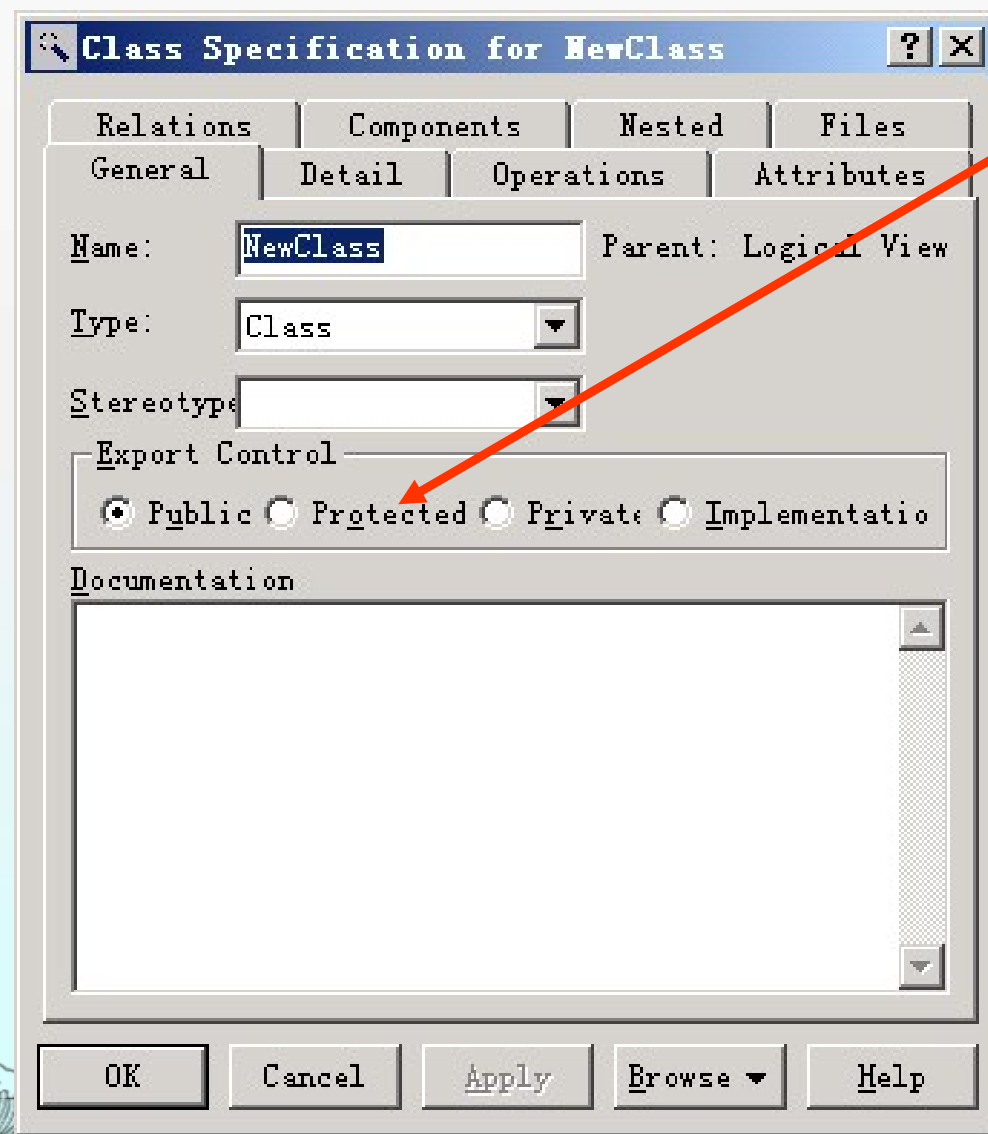 Class Specification for NewClass
Relations Components Nested Files
General Detail Operations Attributes
Name: NewClass Parent: Logical View
Type: Class
Stereotype
Export Control
Public Protected Private Implementatio
Documentation
OK Cancel Apply Browse Help